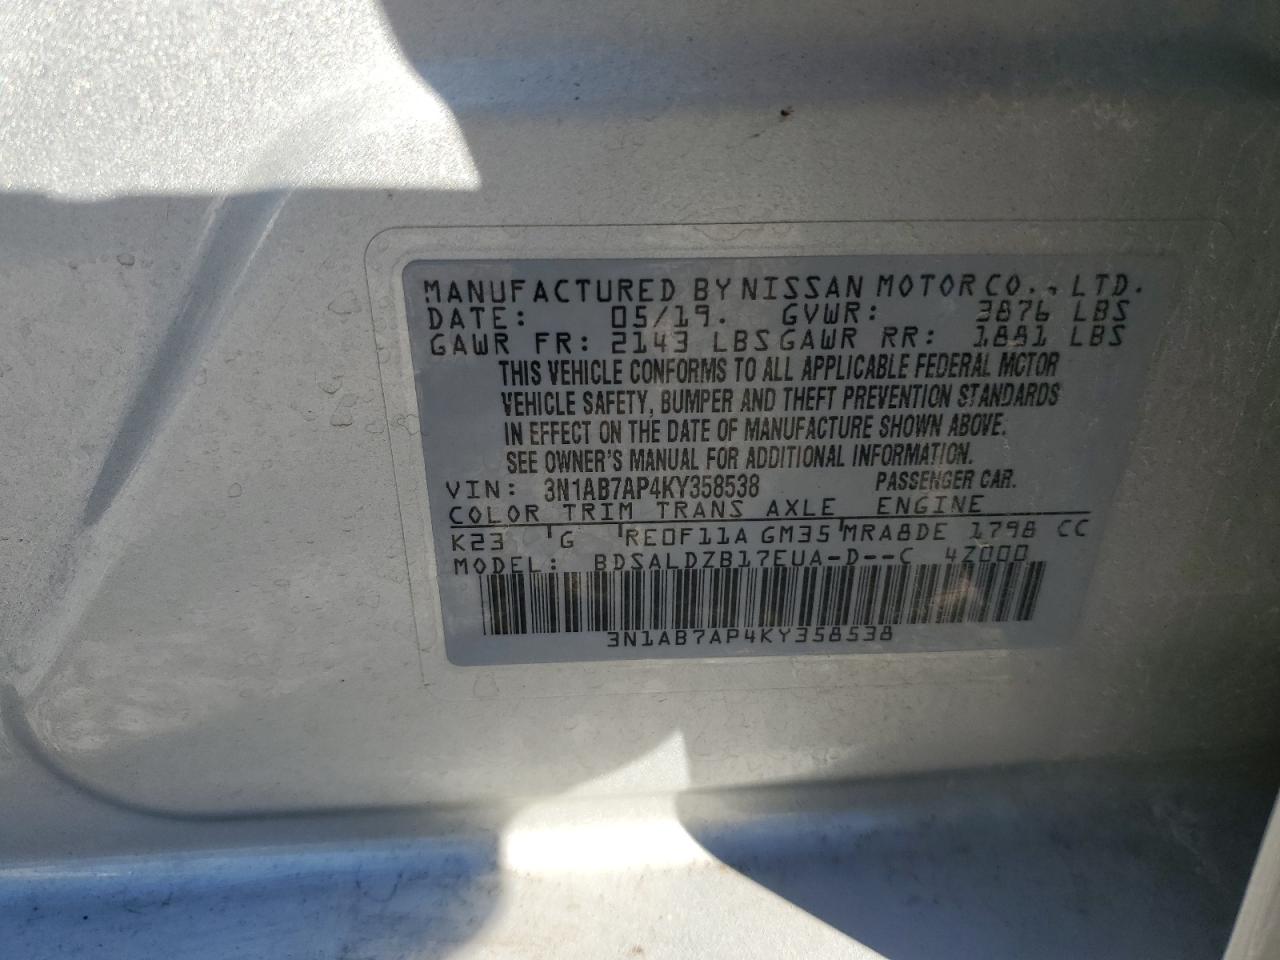 MANUFACTURED BY NISSAN MOTOR CO., LTD.
DATE: 05/19. GVWR: 3876 LBS
GAWR FR: 2143 LBS GAWR RR: 1881 LBS
THIS VEHICLE CONFORMS TO ALL APPLICABLE FEDERAL MOTOR
VEHICLE SAFETY, BUMPER AND THEFT PREVENTION STANDARDS
IN EFFECT ON THE DATE OF MANUFACTURE SHOWN ABOVE.
SEE OWNER'S MANUAL FOR ADDITIONAL INFORMATION.
VIN: 3N1AB7AP4KY358538 PASSENGER CAR.
COLOR TRIM TRANS AXLE ENGINE
K23 G RE0F11A GM35 MRA8DE 1798 CC
MODEL: BDSALDZB17EUA-D--C 4Z000
3N1AB7AP4KY358538